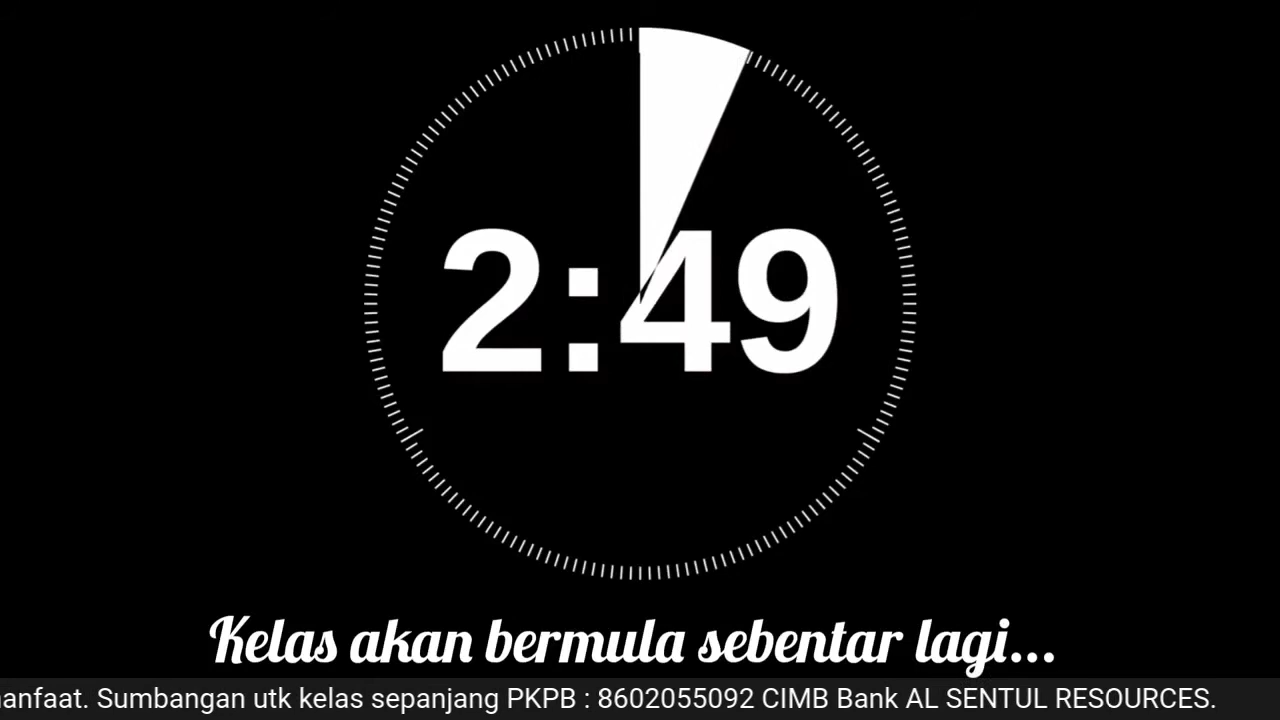 2:49
Kelas akan bermula sebentar lagi...
anfaat. Sumbangan utk kelas sepanjang PKPB : 8602055092 CIMB Bank AL SENTUL RESOURCES.